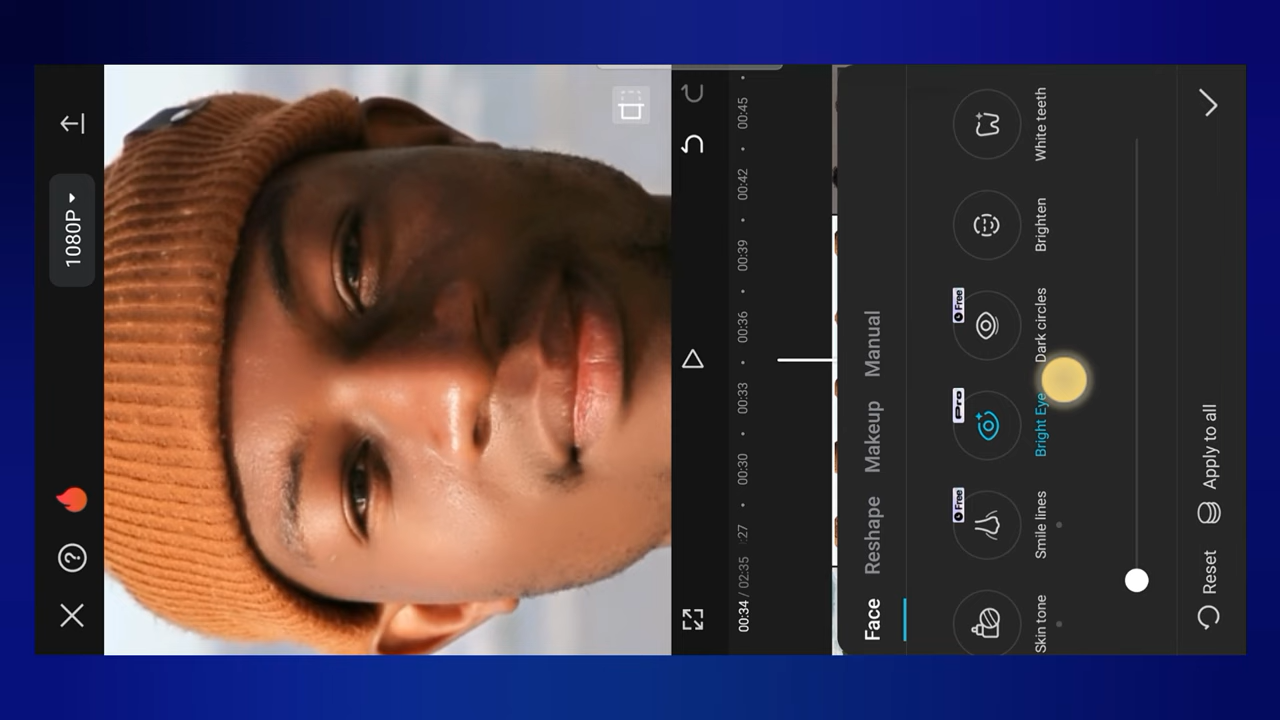 1080P
00:34 / 02:35
:27
00:30
00:33
00:36
00:39
00:42
00:45
Face
Reshape
Makeup
Manual
Free
Pro
Free
Skin tone
Smile lines
Bright Eye
Dark circles
Brighten
White teeth
Reset
Apply to all